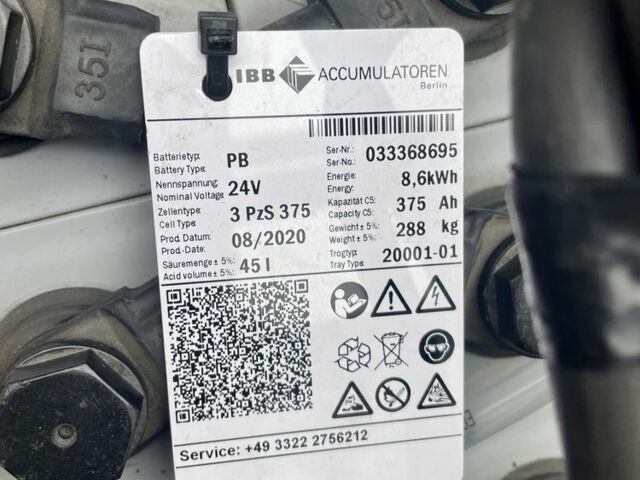 35I
IBB ACCUMULATOREN
Berlin
Batterietyp:
Battery Type:
PB
Nennspannung:
Nominal Voltage:
24V
Zellentype:
Cell Type:
3 PzS 375
Prod. Datum:
Prod.-Date:
08/2020
Säuremenge ± 5%:
Acid volume ± 5%:
45 l
Ser-Nr.:
Ser-No.:
033368695
Energie:
Energy:
8,6kWh
Kapazität C5:
Capacity C5:
375 Ah
Gewicht ± 5%:
Weight ± 5%:
288 kg
Trogtyp:
Tray Type:
20001-01
Service: +49 3322 2756212
35I